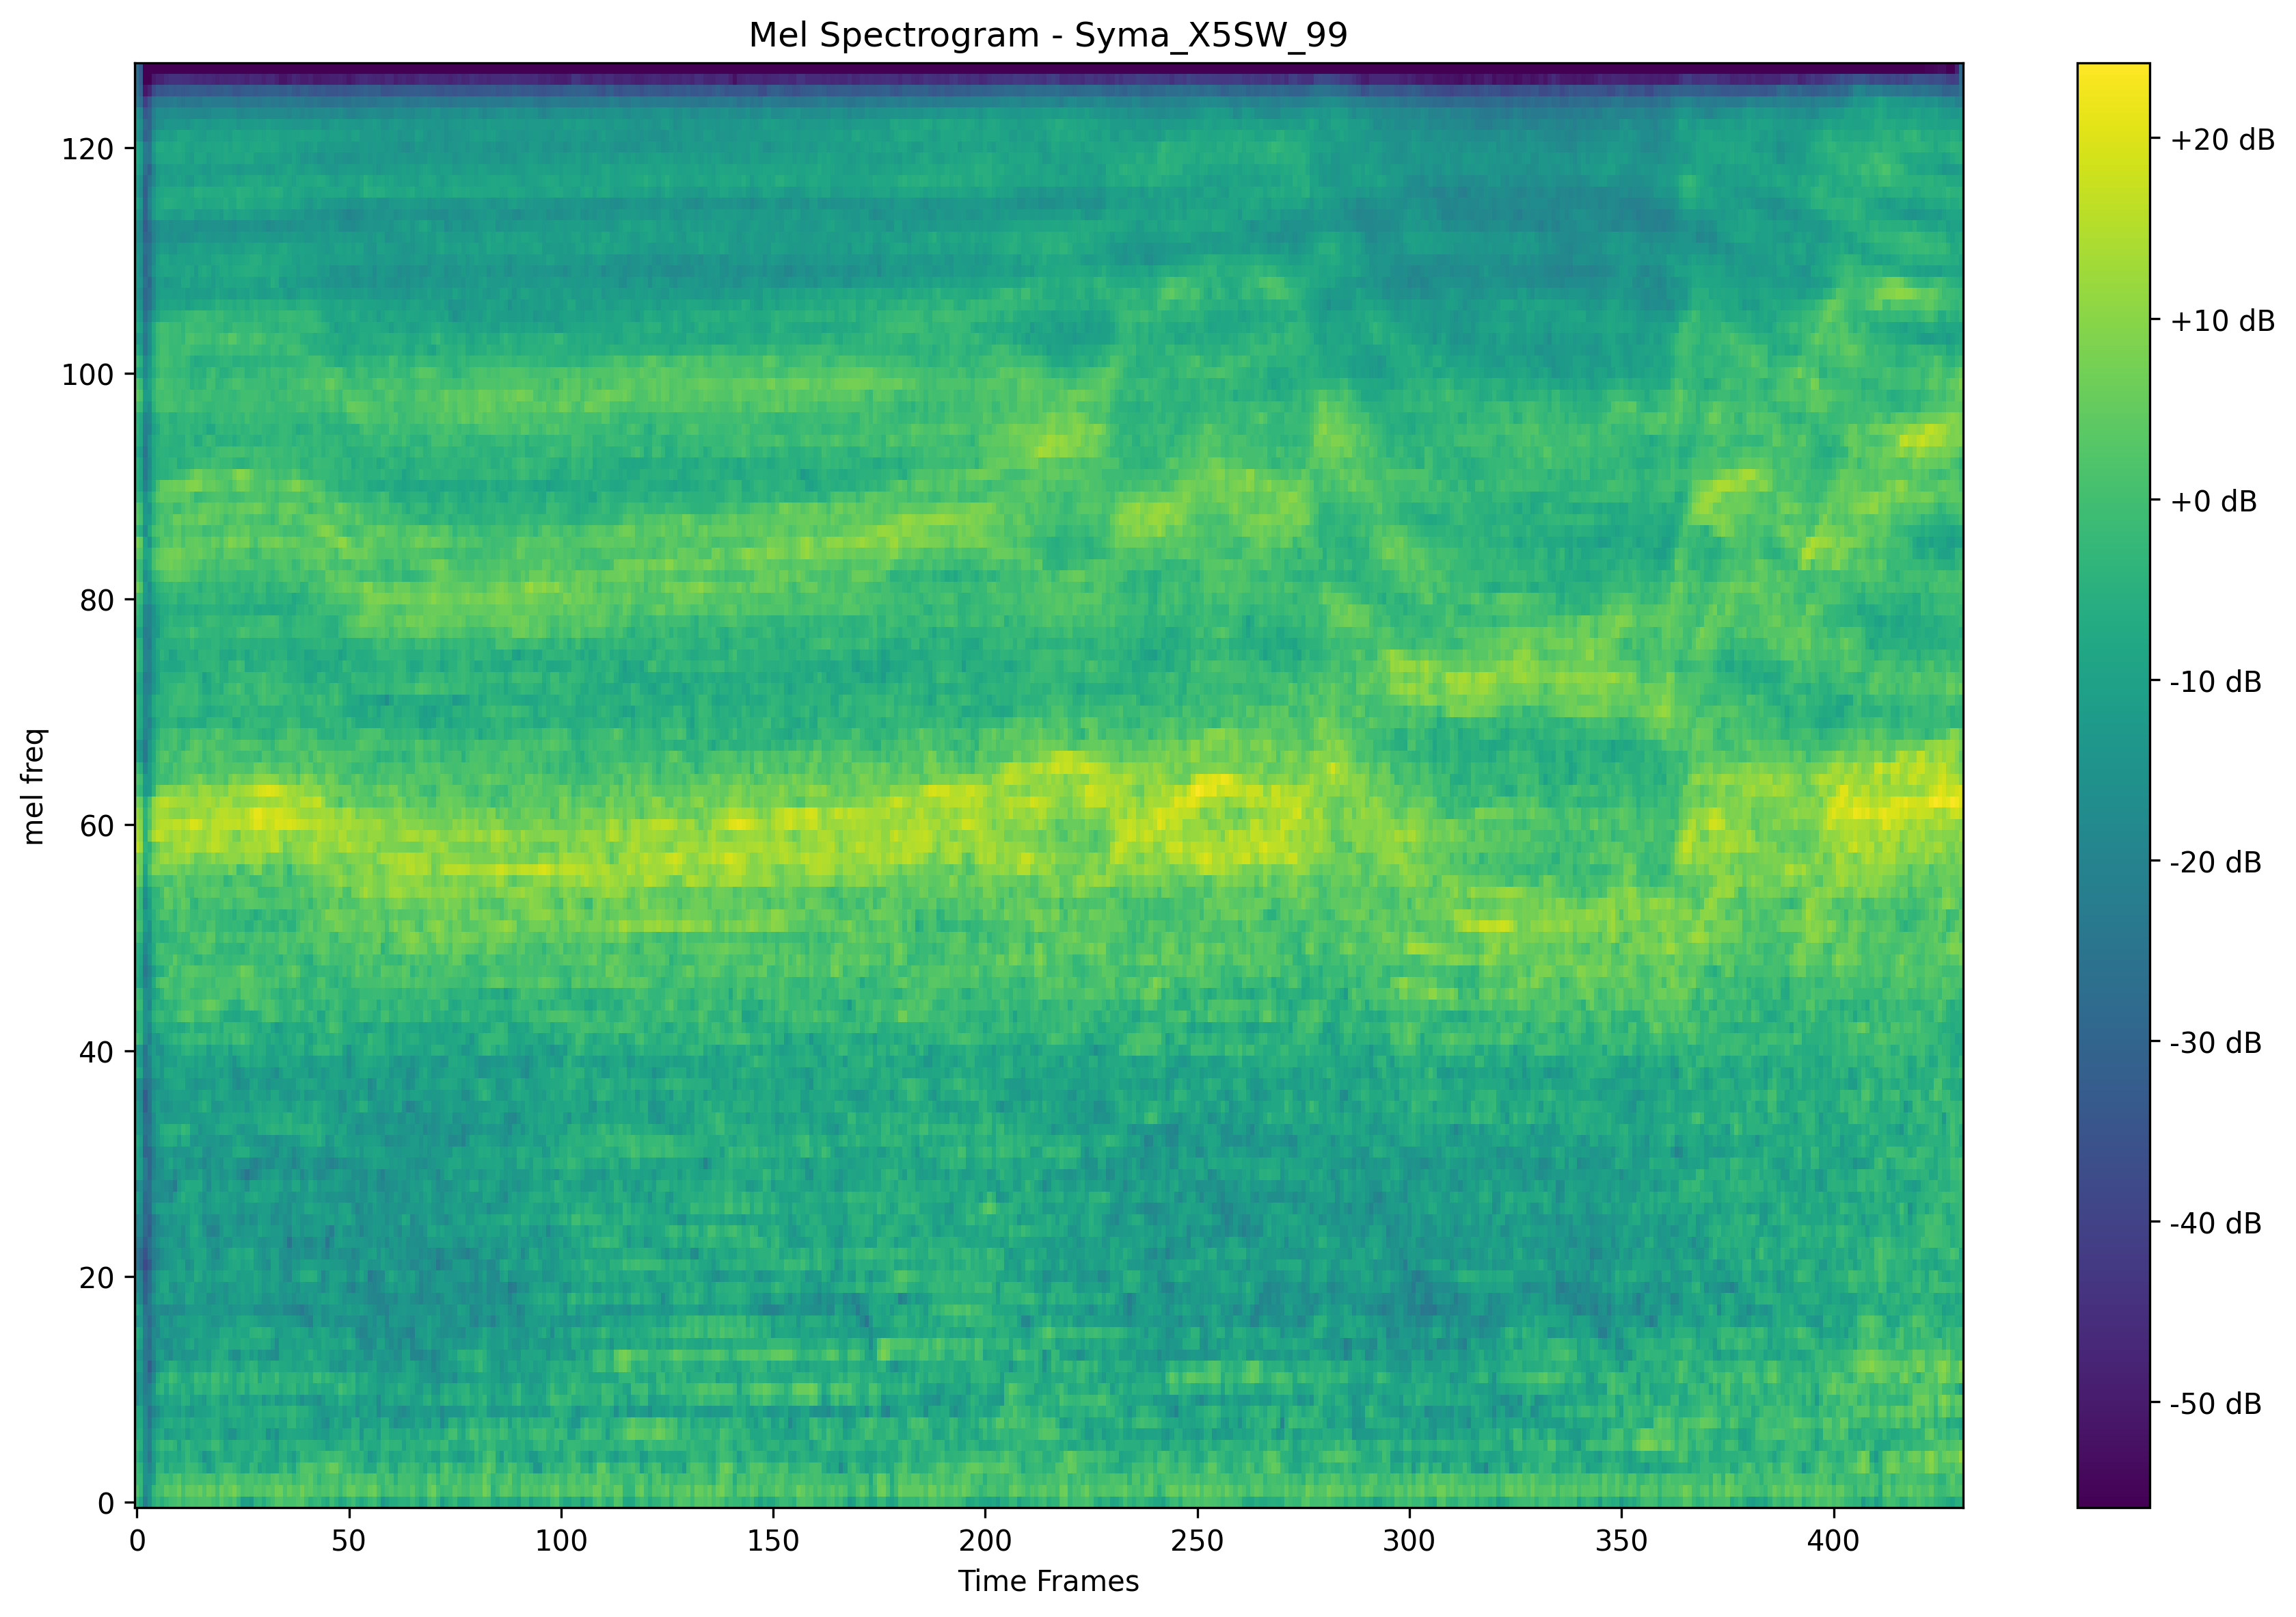 Mel Spectrogram - Syma_X5SW_99
mel freq
120
100
80
60
40
20
0
0 50 100 150 200 250 300 350 400
Time Frames
+20 dB
+10 dB
+0 dB
-10 dB
-20 dB
-30 dB
-40 dB
-50 dB